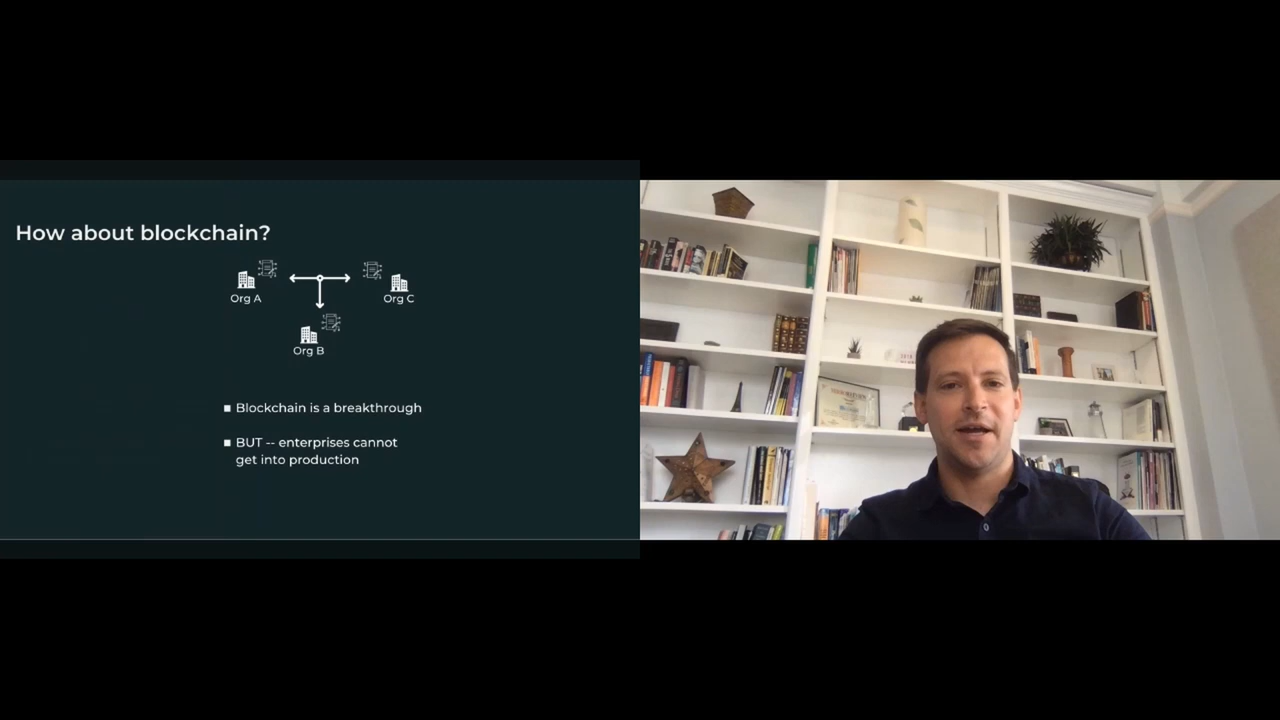 How about blockchain?
Org A
Org C
Org B
■ Blockchain is a breakthrough
■ BUT -- enterprises cannot
get into production